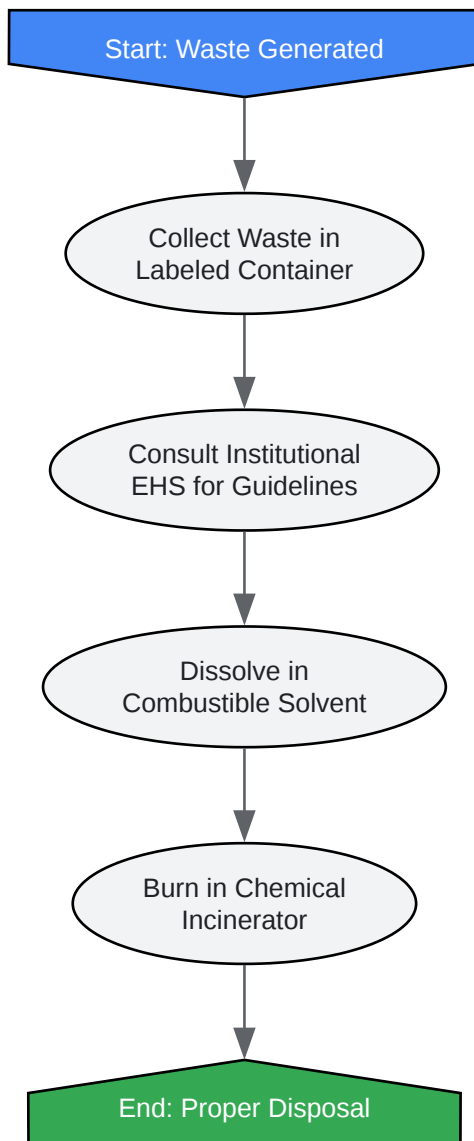 Start: Waste Generated
Collect Waste in
Labeled Container
Consult Institutional
EHS for Guidelines
Dissolve in
Combustible Solvent
Burn in Chemical
Incinerator
End: Proper Disposal